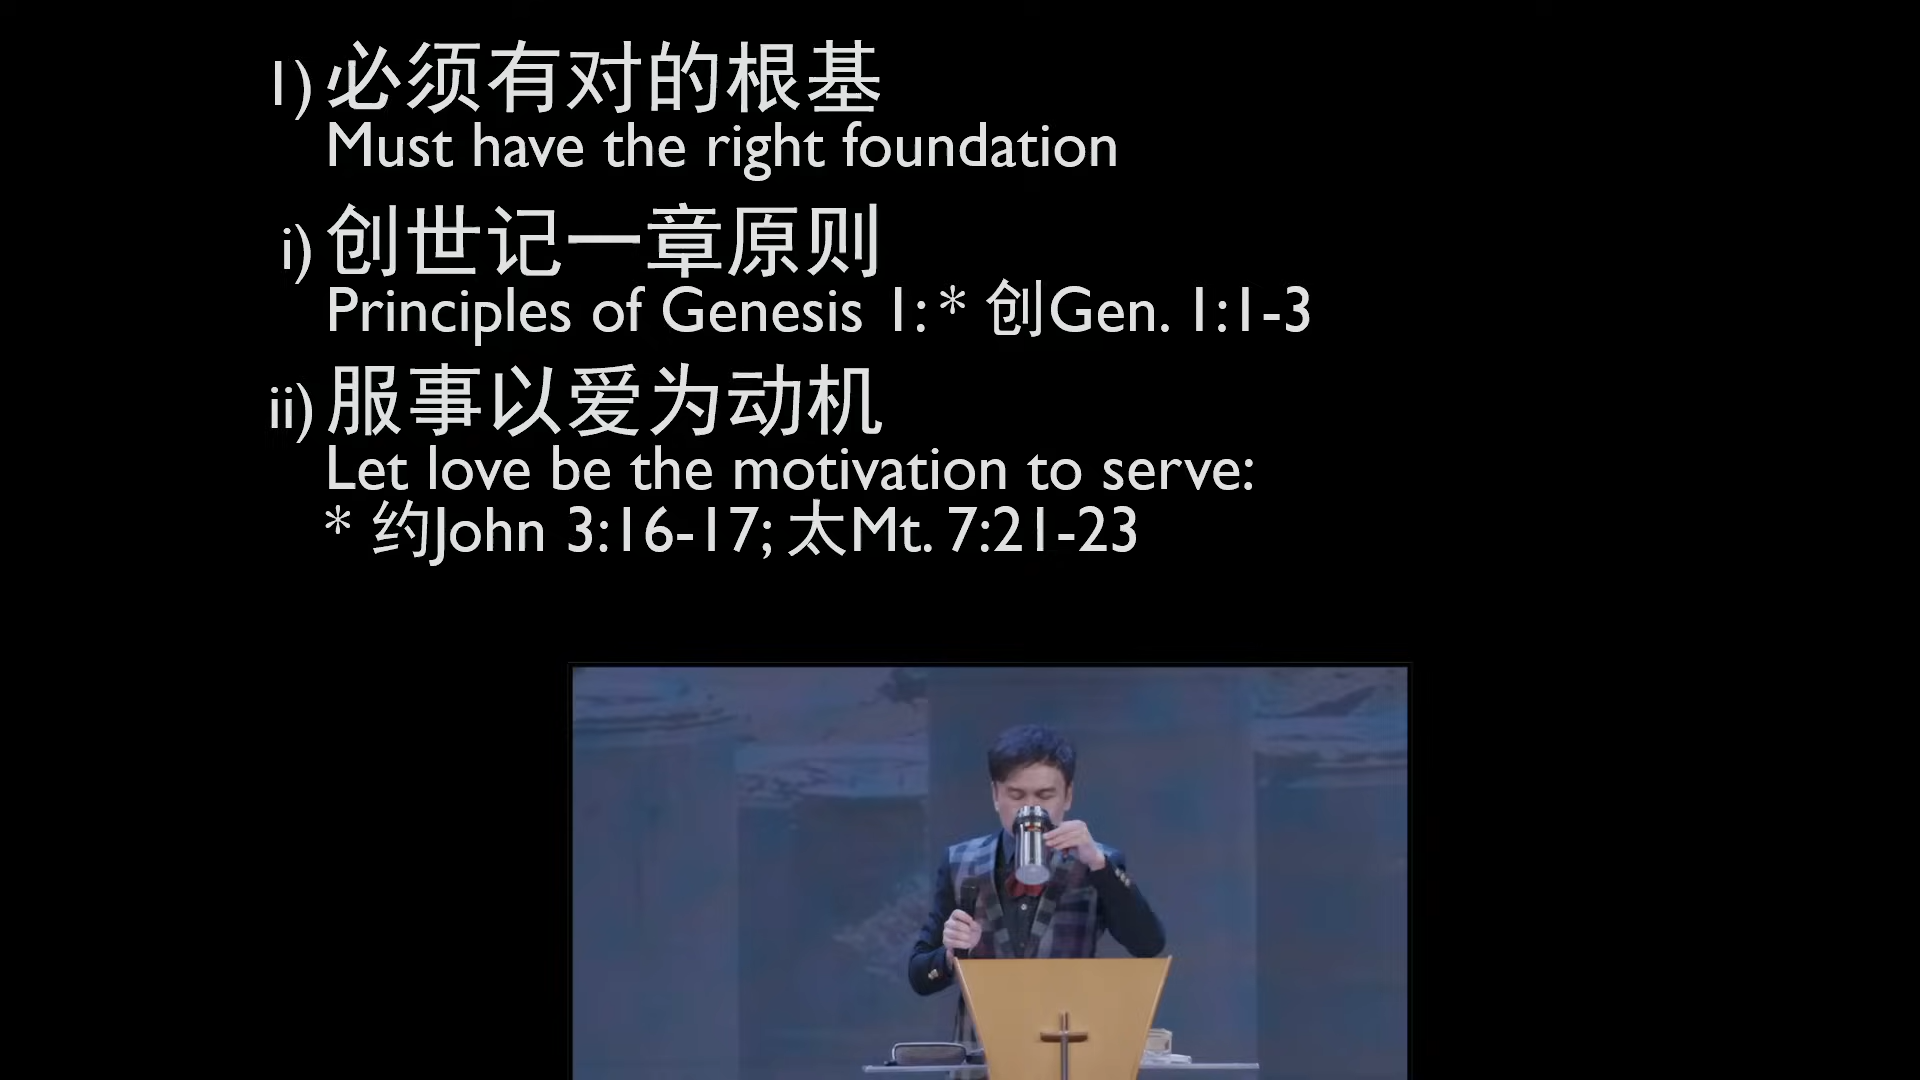 1) 必须有对的根基
Must have the right foundation
i) 创世记一章原则
Principles of Genesis 1: * 创Gen. 1:1-3
ii) 服事以爱为动机
Let love be the motivation to serve:
* 约John 3:16-17; 太Mt. 7:21-23